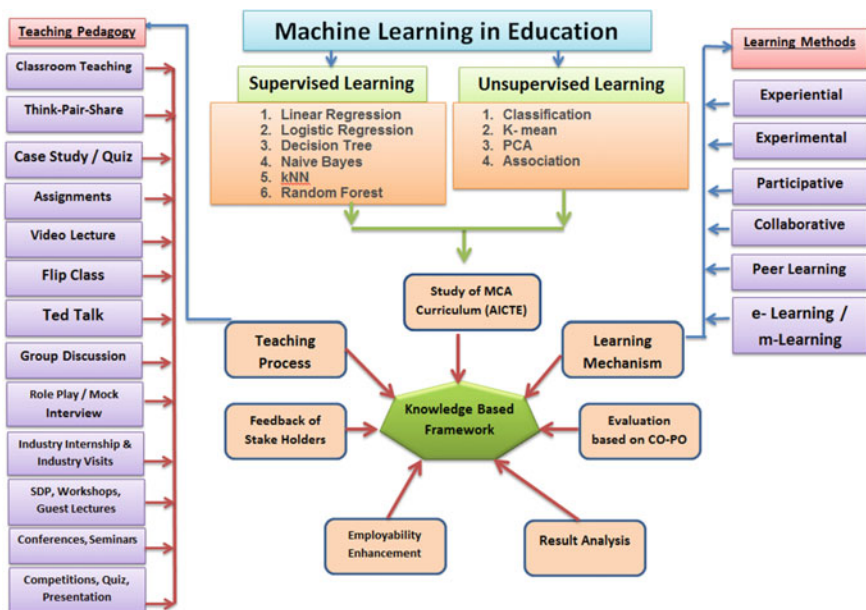 Machine Learning in Education
Teaching Pedagogy
Classroom Teaching
Think-Pair-Share
Case Study / Quiz
Assignments
Video Lecture
Flip Class
Ted Talk
Group Discussion
Role Play / Mock
Interview
Industry Internship &
Industry Visits
SDP, Workshops,
Guest Lectures
Conferences, Seminars
Competitions, Quiz,
Presentation
Supervised Learning
1. Linear Regression
2. Logistic Regression
3. Decision Tree
4. Naive Bayes
5. kNN
6. Random Forest
Unsupervised Learning
1. Classification
2. K- mean
3. PCA
4. Association
Study of MCA
Curriculum (AICTE)
Teaching
Process
Learning
Mechanism
Knowledge Based
Framework
Feedback of
Stake Holders
Evaluation
based on CO-PO
Employability
Enhancement
Result Analysis
Learning Methods
Experiential
Experimental
Participative
Collaborative
Peer Learning
e- Learning /
m-Learning